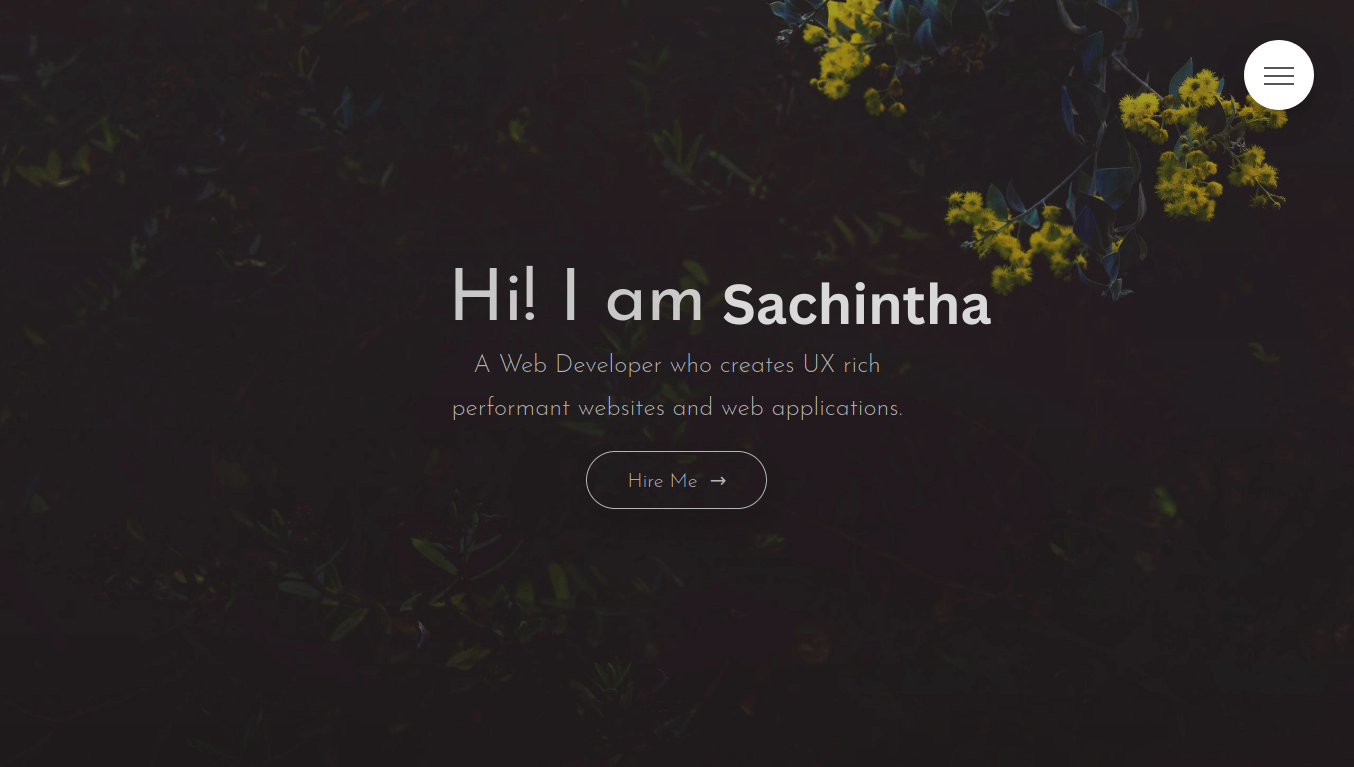 Hi! I am Sachintha
A Web Developer who creates UX rich
performant websites and web applications.
Hire Me →